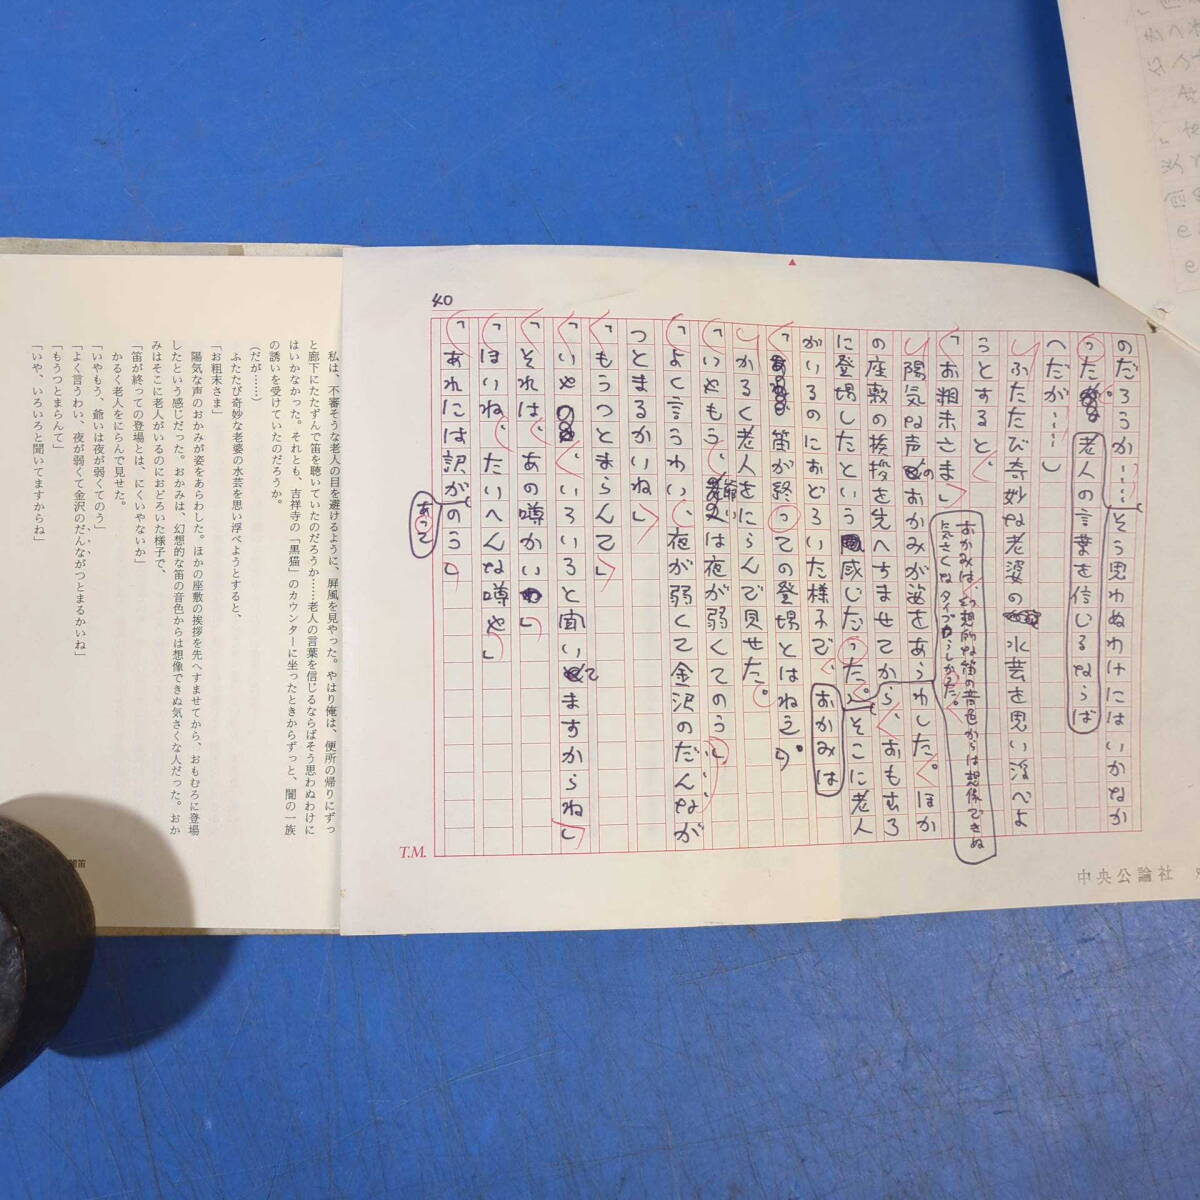 のだろうか……そう思わぬわけにはいかなか
った
老人の言葉を信じるならば
へだが……」
ふたたび奇妙な老婆の水芸を思い浮べよ
うとすると、
おかみは、幻想的な笛の音色からは想像できぬ
気さくなタイプ
「お粗末さま」
陽気な声のおかみが姿をあらわした。ほか
の座敷の挨拶を先へすませてから、おもむろ
に登場したという感じだった。そこに老人
がいるのにおどろいた様子で、おかみは
「笛が終っての登場とはねえ」
かるく老人をにらんで見せた。
「いやもう、爺いは夜が弱くてのう」
「よく言うわい、夜が弱くて金沢のだんなが
つとまるかいね」
「もうつとまらんて」
「いや、いろいろと聞いてますからね」
「それは、あの噂かい」
「ほいね、たいへんな噂や」
「あれには訳がのう」
あって
40
T.M.
中央公論社
私は、不審そうな老人の目を避けるように、屏風を見やった。やはり俺は、便所の帰りにずっ
と廊下にたたずんで笛を聴いていたのだろうか……老人の言葉を信じるならばそう思わぬわけに
はいかなかった。それとも、吉祥寺の「黒猫」のカウンターに坐ったときからずっと、闇の一族
の誘いを受けていたのだろうか。
（だが……）
ふたたび奇妙な老婆の水芸を思い浮べようとすると、
「お粗末さま」
陽気な声のおかみが姿をあらわした。ほかの座敷の挨拶を先へすませてから、おもむろに登場
したという感じだった。おかみは、幻想的な笛の音色からは想像できぬ気さくな人だった。おか
みはそこに老人がいるのにおどろいた様子で、
「笛が終っての登場とは、にくいやないか」
かるく老人をにらんで見せた。
「いやもう、爺いは夜が弱くてのう」
「よく言うわい、夜が弱くて金沢のだんながつとまるかいね」
「もうつとまらんて」
「いや、いろいろと聞いてますからね」